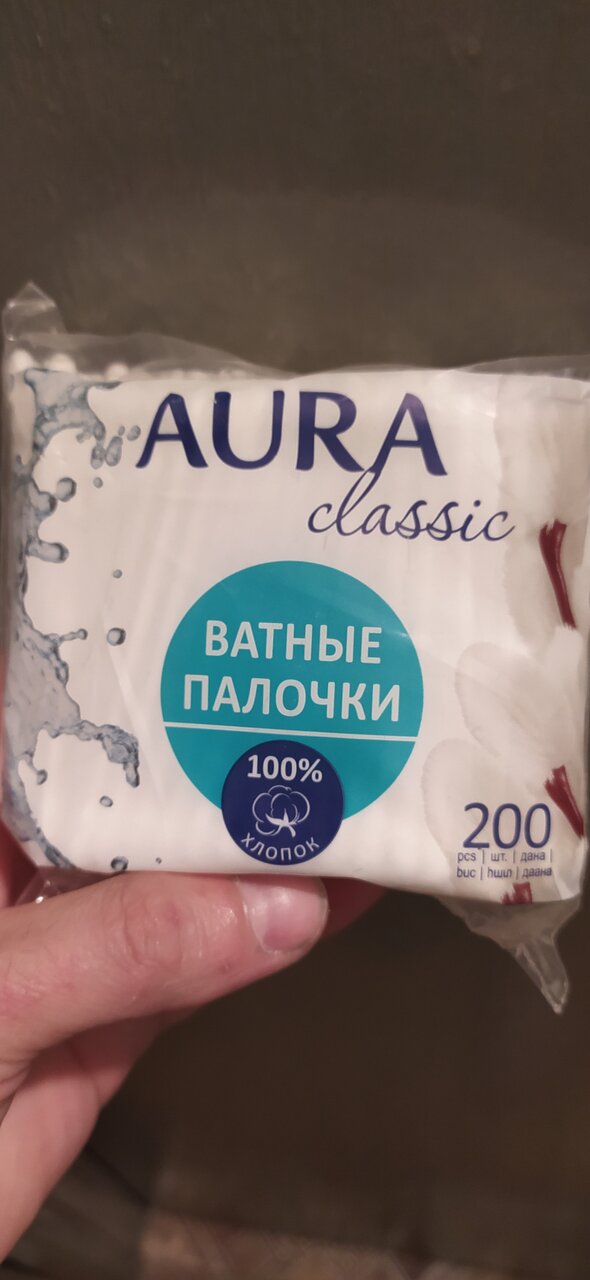 AURA
classic
ВАТНЫЕ
ПАЛОЧКИ
100%
ХЛОПОК
200
pcs | шт. | дана |
buc | հատ | даана